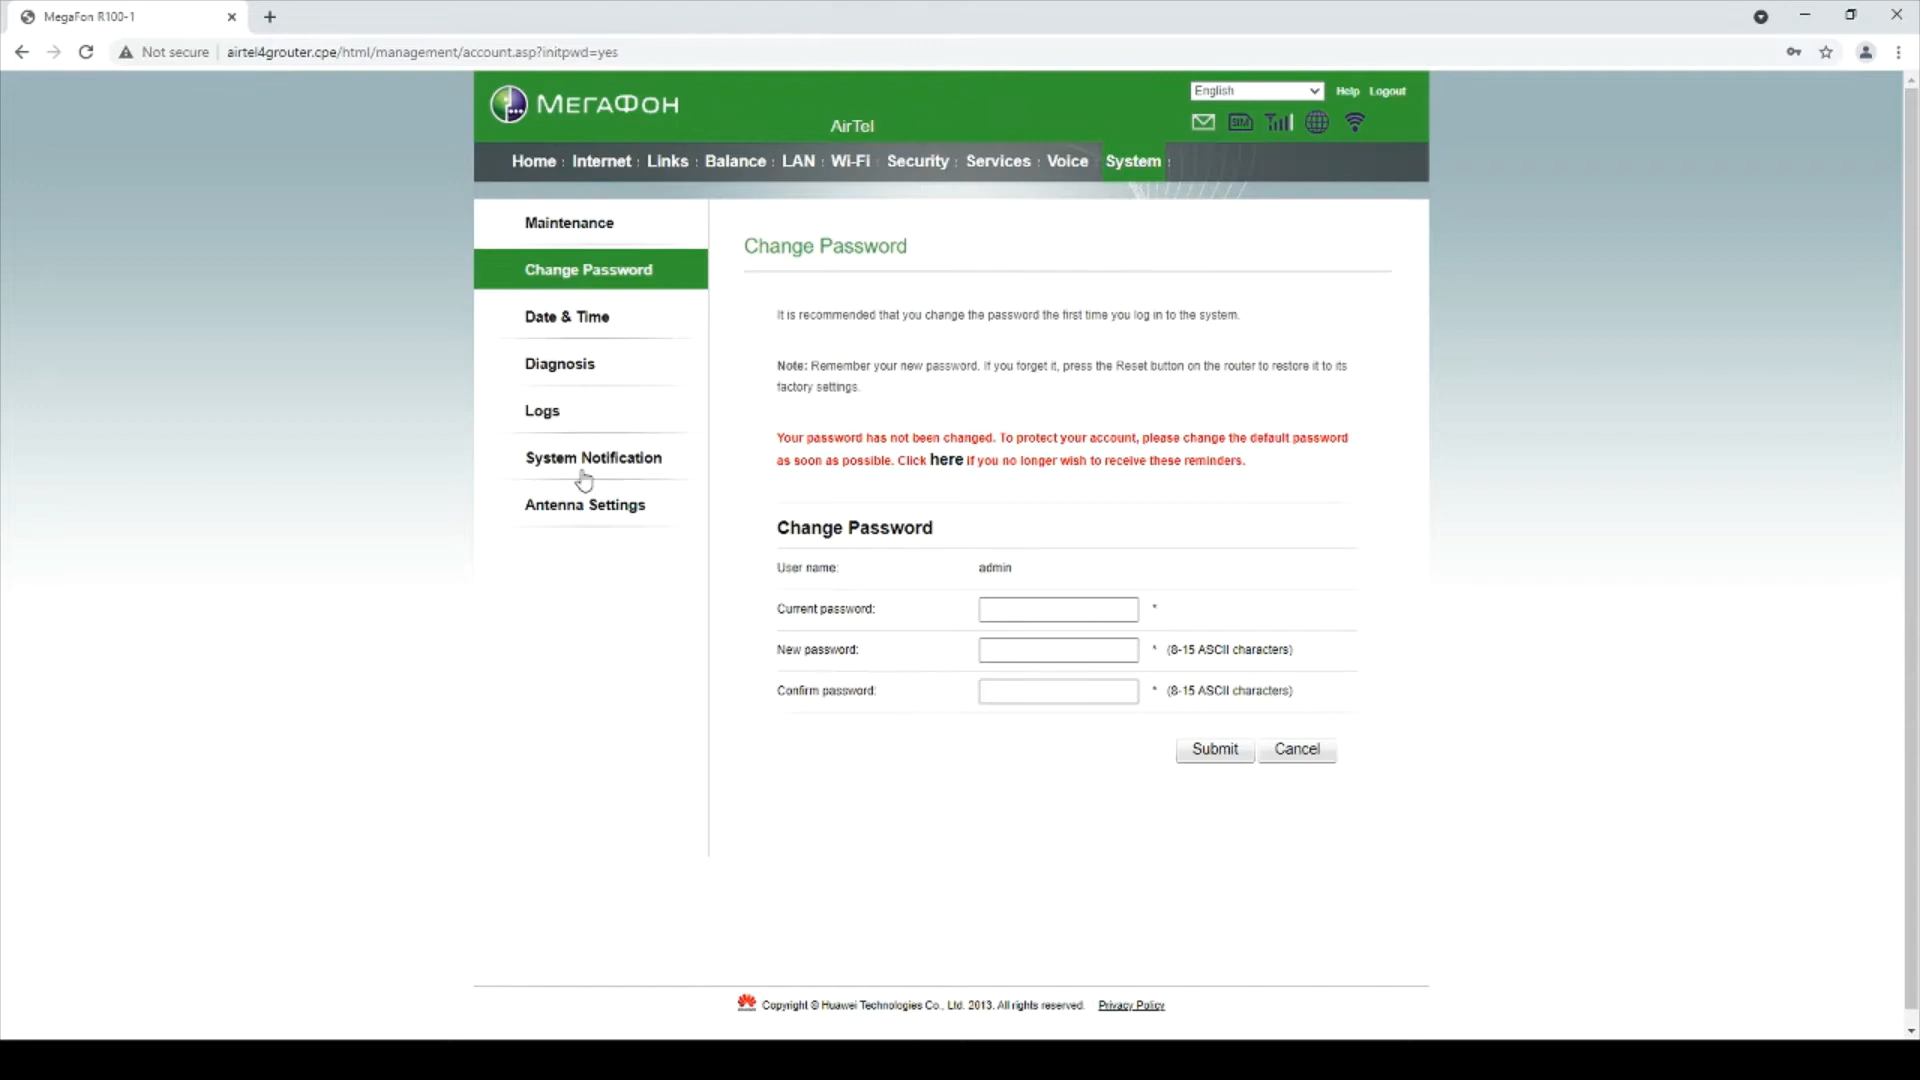 MegaFon R100-1
Not secure
airtel4grouter.cpe/html/management/account.asp?initpwd=yes
МЕГАФОН
AirTel
English
Help Logout
SIM
Home Internet Links Balance LAN Wi-Fi Security Services Voice System
Maintenance
Change Password
Date & Time
Diagnosis
Logs
System Notification
Antenna Settings
Change Password
It is recommended that you change the password the first time you log in to the system.
Note: Remember your new password. If you forget it, press the Reset button on the router to restore it to its
factory settings.
Your password has not been changed. To protect your account, please change the default password
as soon as possible. Click here if you no longer wish to receive these reminders.
Change Password
User name: admin
Current password: *
New password: * (8-15 ASCII characters)
Confirm password: * (8-15 ASCII characters)
Submit Cancel
Copyright © Huawei Technologies Co., Ltd. 2013. All rights reserved. Privacy Policy